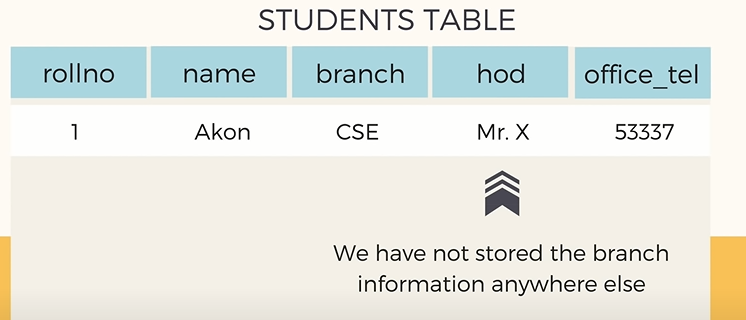 STUDENTS TABLE
rollno name branch hod office_tel
1 Akon CSE Mr. X 53337
We have not stored the branch
information anywhere else